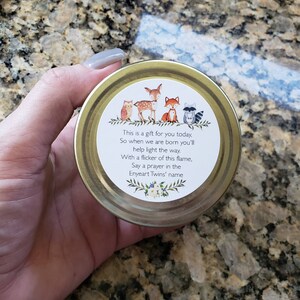 This is a gift for you today,
So when we are born you'll
help light the way.
With a flicker of this flame,
Say a prayer in the
Enyeart Twins' name